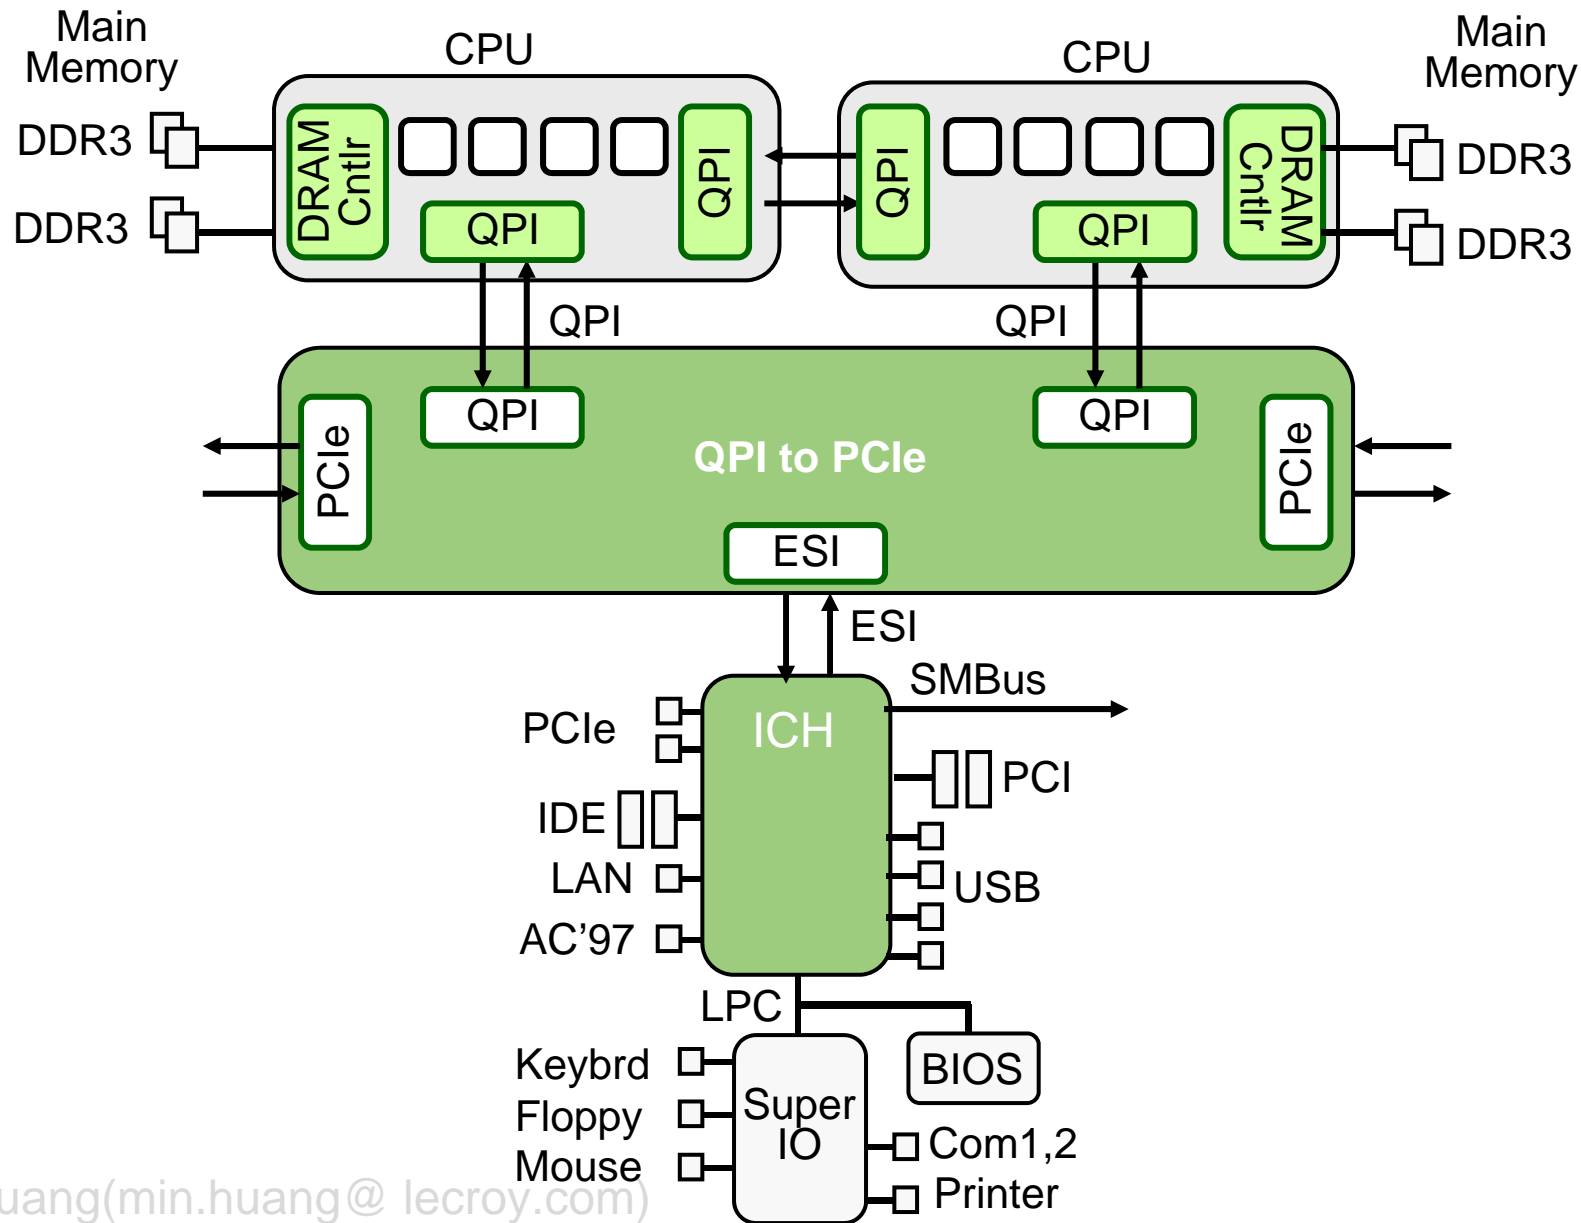 Main
Memory
CPU
CPU
Main
Memory
DDR3
DDR3
DRAM
Cntlr
QPI
QPI
QPI
QPI
DRAM
Cntlr
DDR3
DDR3
QPI
QPI
PCIe
QPI
QPI
PCIe
QPI to PCIe
ESI
ESI
ICH
SMBus
PCIe
PCI
IDE
LAN
USB
AC’97
LPC
BIOS
Keybrd
Floppy
Mouse
Super
IO
Com1,2
Printer
uang(min.huang@ lecroy.com)